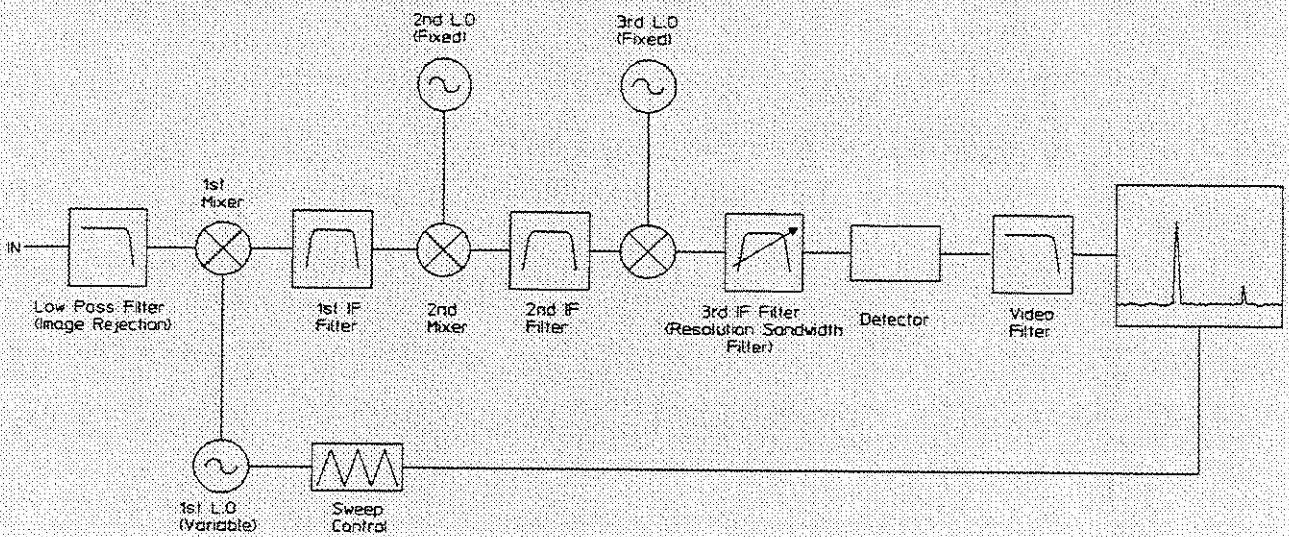 2nd L.O
(Fixed)
3rd L.O
(Fixed)
1st
Mixer
IN
Low Pass Filter
(Image Rejection)
1st IF
Filter
2nd
Mixer
2nd IF
Filter
3rd IF Filter
(Resolution Sandwidth
Filter)
Detector
Video
Filter
1st L.O
(Variable)
Sweep
Control